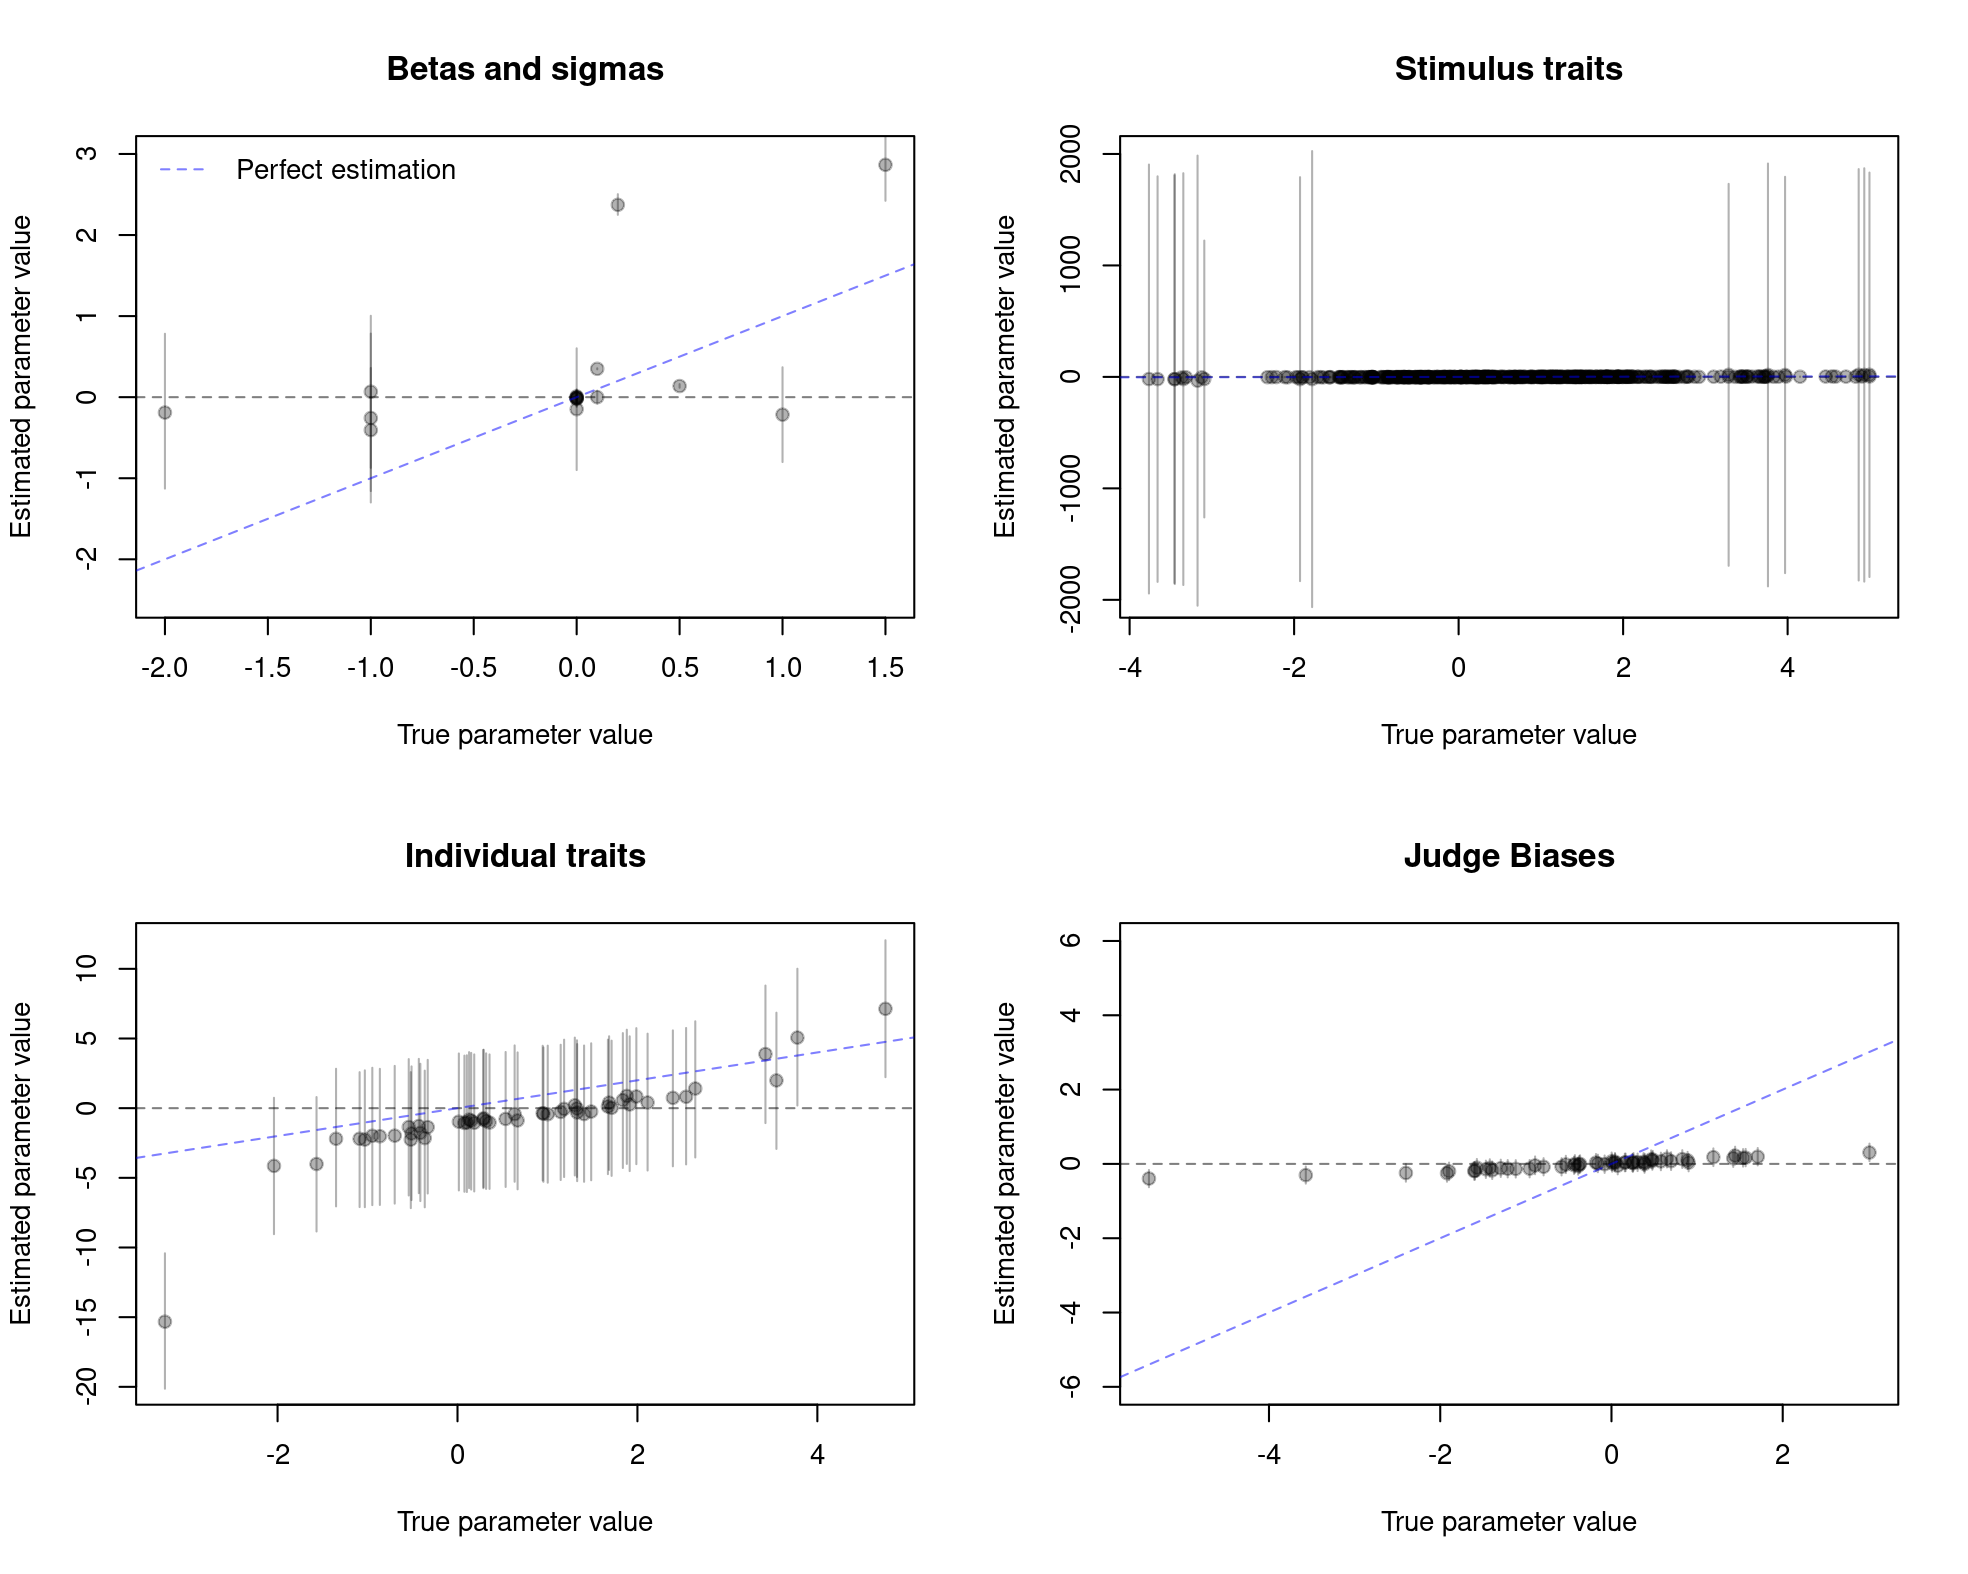 Betas and sigmas
Estimated parameter value
3
2
1
0
-1
-2
Perfect estimation
-2.0 -1.5 -1.0 -0.5 0.0 0.5 1.0 1.5
True parameter value
Stimulus traits
Estimated parameter value
2000
1000
0
-1000
-2000
-4 -2 0 2 4
True parameter value
Individual traits
Estimated parameter value
10
5
0
-5
-10
-15
-20
-2 0 2 4
True parameter value
Judge Biases
Estimated parameter value
6
4
2
0
-2
-4
-6
-4 -2 0 2
True parameter value